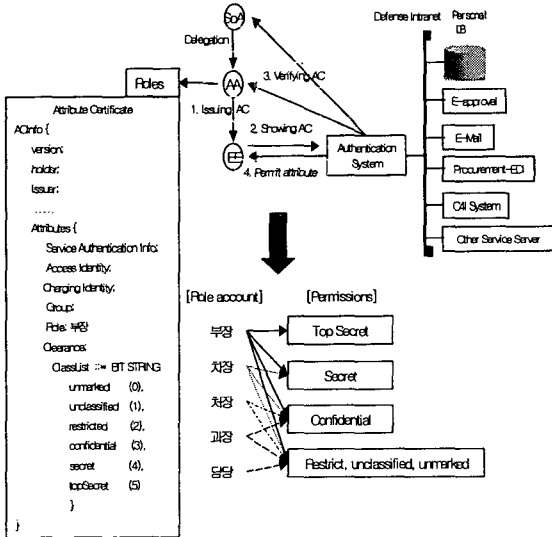 SoA
Delegation
AA
Roles
1. Issuing AC
2. Showing AC
3. Verifying AC
EE
4. Permit attribute
Authentication
System
Defense Intranet
Personal
DB
E-approval
E-Mail
Procurement-EDI
C4I System
Other Service Server
Attribute Certificate
ACInfo {
version;
holder;
Issuer;
......
Attributes {
Service Authentication Info;
Access Identity;
Charging Identity;
Group;
Role: 부장
Clearance;
ClassList ::= BIT STRING
unmarked (0),
unclassified (1),
restricted (2),
confidential (3),
secret (4),
topSecret (5)
}
}
[Role account]
[Permissions]
부장
차장
처장
과장
담당
Top Secret
Secret
Confidential
Restrict, unclassified, unmarked